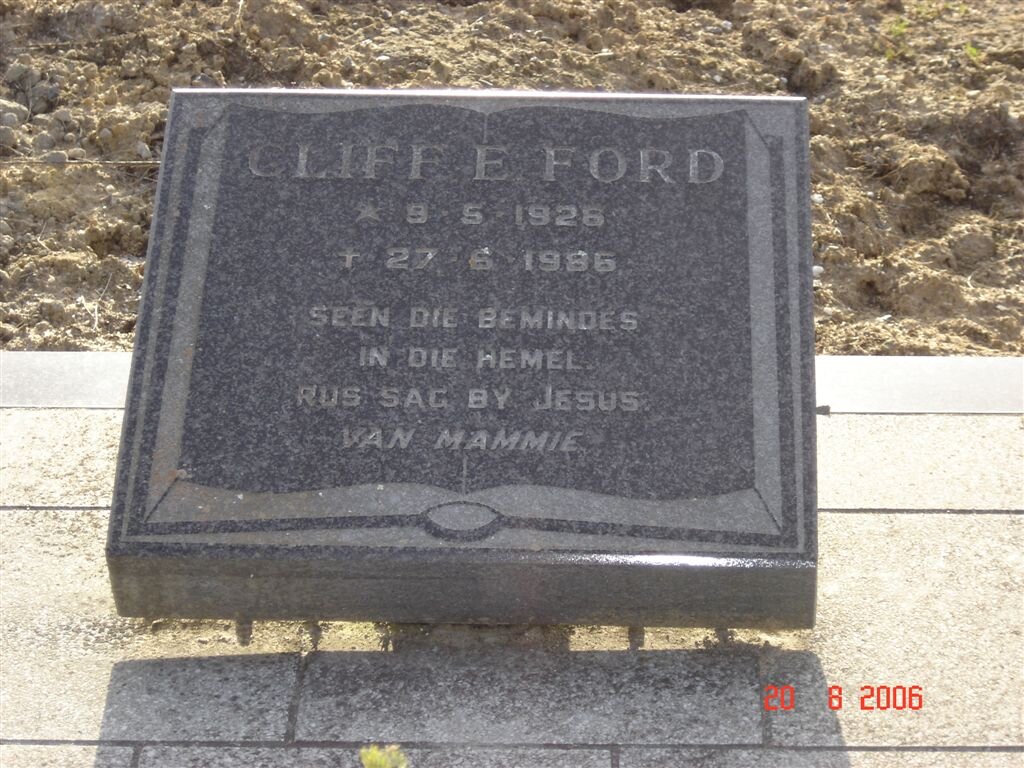 CLIFF E FORD
★ 9-5-1926
✝ 27-6-1986
SEËN DIE BEMINDES
IN DIE HEMEL.
RUS SAG BY JESUS.
VAN MAMMIE
20 8 2006